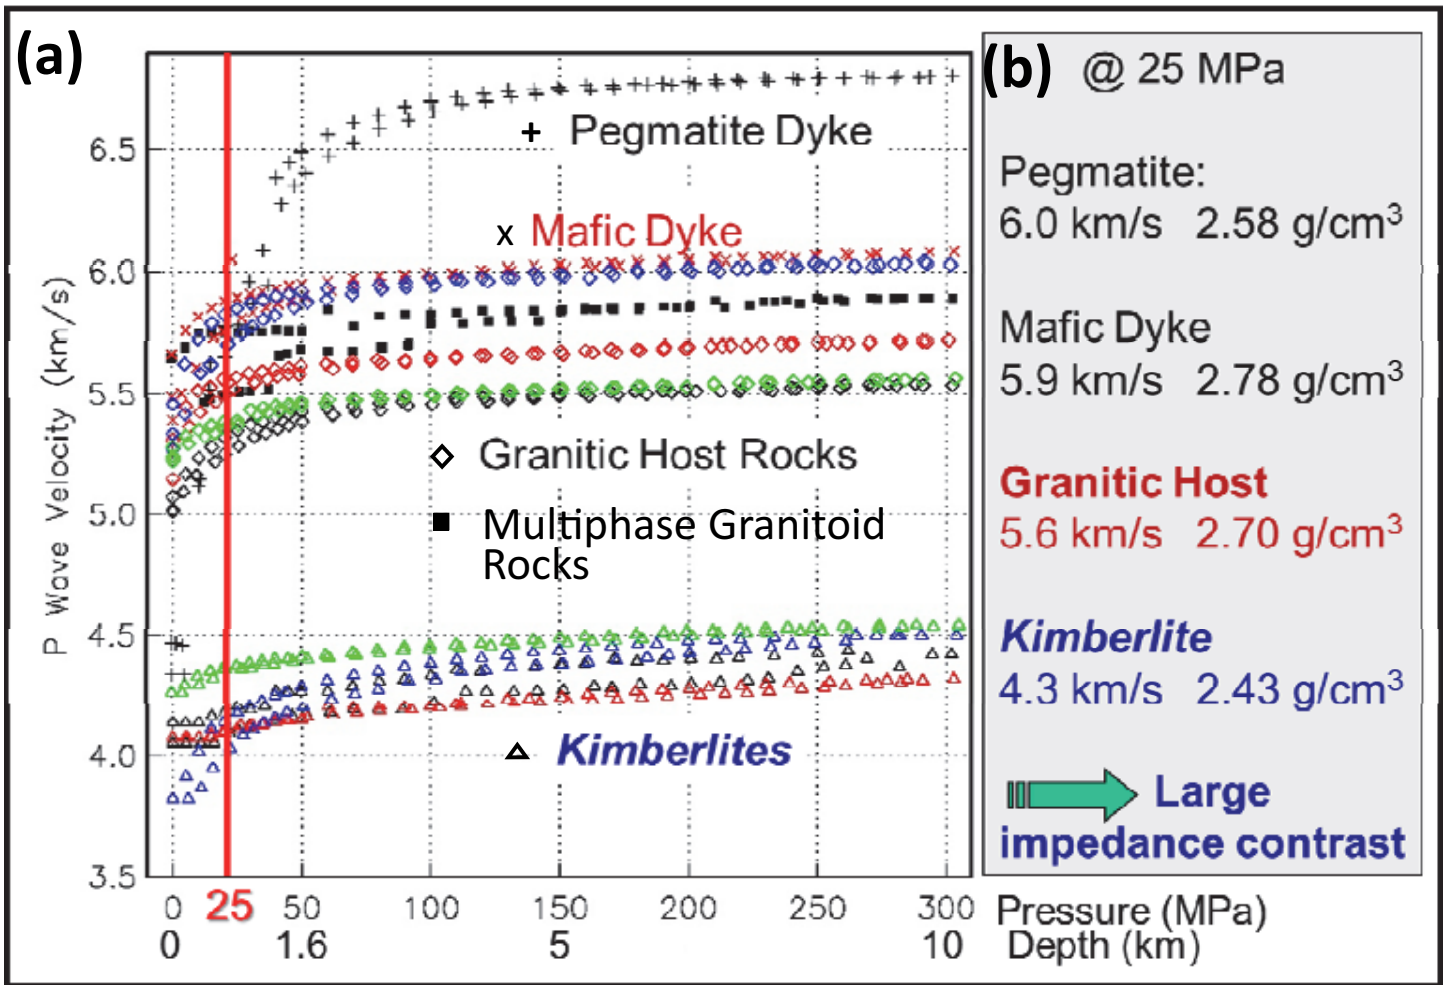 (a)
P Wave Velocity (km/s)
6.5
6.0
5.5
5.0
4.5
4.0
3.5
+ Pegmatite Dyke
x Mafic Dyke
Granitic Host Rocks
Multiphase Granitoid
Rocks
Kimberlites
0 25 50 100 150 200 250 300 Pressure (MPa)
0 1.6 5 10 Depth (km)
(b) @ 25 MPa
Pegmatite:
6.0 km/s 2.58 g/cm³
Mafic Dyke
5.9 km/s 2.78 g/cm³
Granitic Host
5.6 km/s 2.70 g/cm³
Kimberlite
4.3 km/s 2.43 g/cm³
Large
impedance contrast